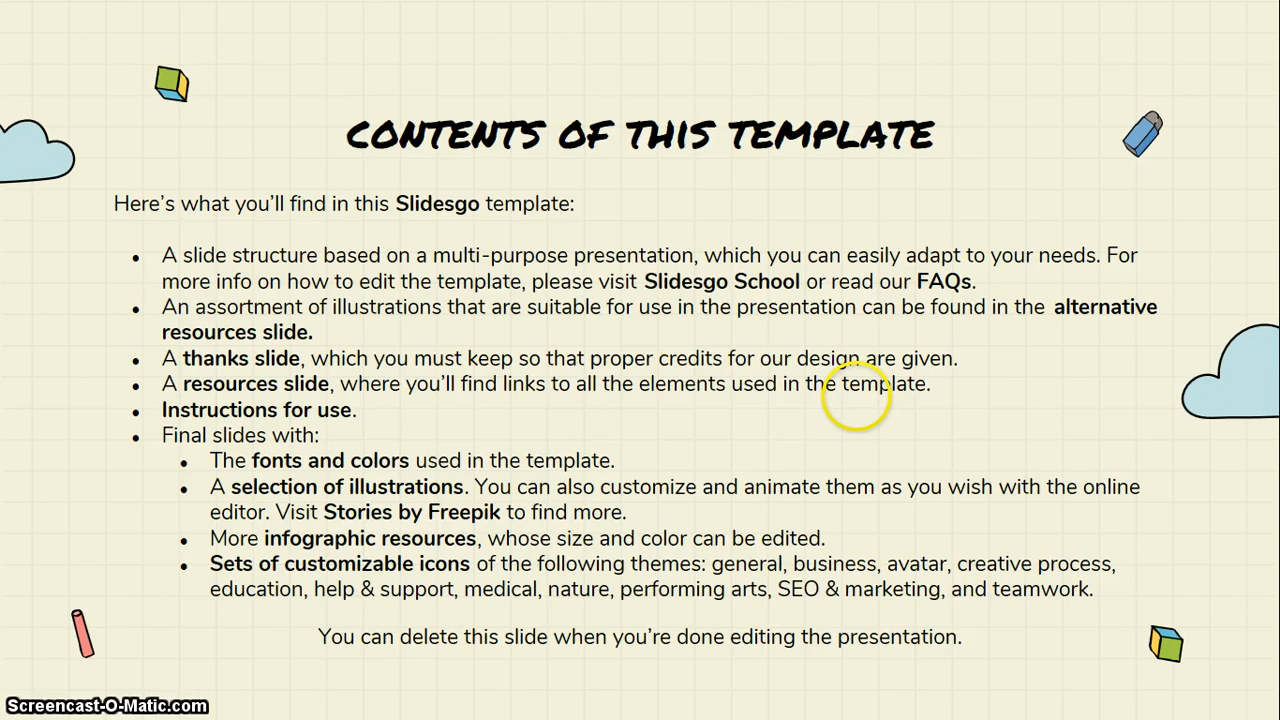 CONTENTS OF THIS TEMPLATE
Here’s what you’ll find in this Slidesgo template:
● A slide structure based on a multi-purpose presentation, which you can easily adapt to your needs. For
more info on how to edit the template, please visit Slidesgo School or read our FAQs.
● An assortment of illustrations that are suitable for use in the presentation can be found in the alternative
resources slide.
● A thanks slide, which you must keep so that proper credits for our design are given.
● A resources slide, where you’ll find links to all the elements used in the template.
● Instructions for use.
● Final slides with:
● The fonts and colors used in the template.
● A selection of illustrations. You can also customize and animate them as you wish with the online
editor. Visit Stories by Freepik to find more.
● More infographic resources, whose size and color can be edited.
● Sets of customizable icons of the following themes: general, business, avatar, creative process,
education, help & support, medical, nature, performing arts, SEO & marketing, and teamwork.
You can delete this slide when you’re done editing the presentation.
Screencast-O-Matic.com